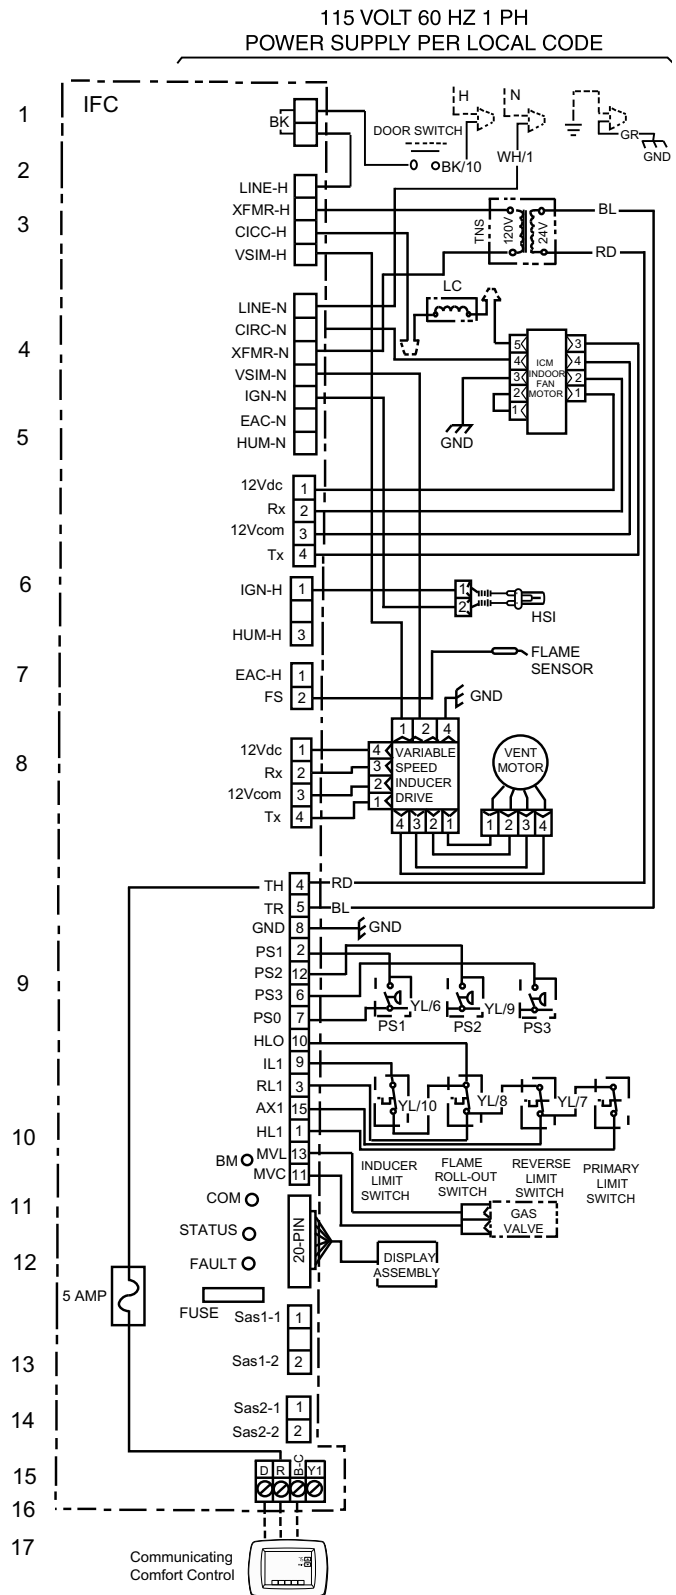 115 VOLT 60 HZ 1 PH
POWER SUPPLY PER LOCAL CODE
IFC
H
N
1
BK
DOOR SWITCH
GR
GND
BK/10
WH/1
2
LINE-H
XFMR-H
BL
3
CICC-H
TNS
120V
24V
VSIM-H
RD
LC
LINE-N
CIRC-N
4
XFMR-N
5
4
3
2
1
ICM
INDOOR
FAN
MOTOR
3
4
2
1
VSIM-N
IGN-N
EAC-N
GND
5
HUM-N
12Vdc 1
Rx 2
12Vcom 3
Tx 4
6
IGN-H 1
1
2
HSI
HUM-H 3
FLAME
SENSOR
7
EAC-H 1
FS 2
GND
1 2 4
8
12Vdc 1
Rx 2
12Vcom 3
Tx 4
4
3
2
1
VARIABLE
SPEED
INDUCER
DRIVE
VENT
MOTOR
4 3 2 1
1 2 3 4
TH 4 RD
TR 5 BL
GND 8 GND
PS1 2
PS2 12
9
PS3 6
PS0 7
YL/6
YL/9
PS1
PS2
PS3
HLO 10
IL1 9
RL1 3
AX1 15
HL1 1
YL/10
YL/8
YL/7
10
MVL 13
MVC 11
BM
INDUCER
LIMIT
SWITCH
FLAME
ROLL-OUT
SWITCH
REVERSE
LIMIT
SWITCH
PRIMARY
LIMIT
SWITCH
11
COM
GAS
VALVE
STATUS
20-PIN
12
FAULT
DISPLAY
ASSEMBLY
5 AMP
FUSE
Sas1-1 1
13
Sas1-2 2
14
Sas2-1 1
Sas2-2 2
15
D R B-C Y1
16
17
Communicating
Comfort Control